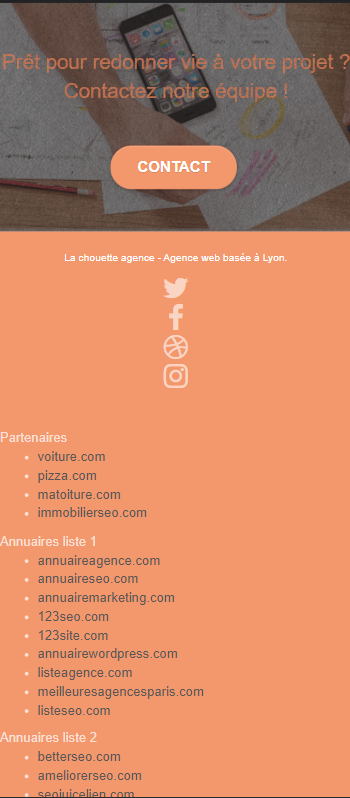 Prêt pour redonner vie à votre projet ?
Contactez notre équipe !
CONTACT
La chouette agence - Agence web basée à Lyon.
Partenaires
voiture.com
pizza.com
matoiture.com
immobilierseo.com
Annuaires liste 1
annuaireagence.com
annuaireseo.com
annuairemarketing.com
123seo.com
123site.com
annuairewordpress.com
listeagence.com
meilleuresagencesparis.com
listeseo.com
Annuaires liste 2
betterseo.com
ameliorerseo.com
seojuicelien.com